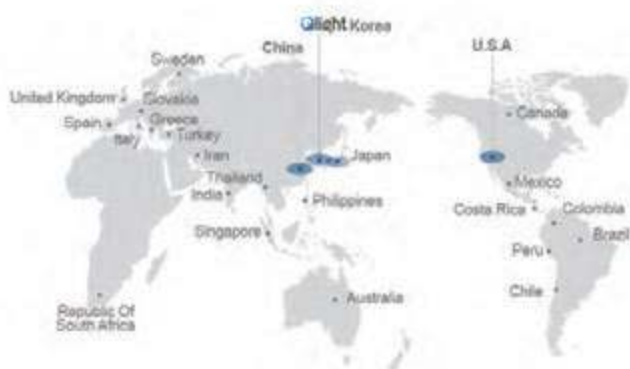 Qlight Korea
China
U.S.A
Sweden
United Kingdom
Slovakia
Canada
Spain
Greece
Italy
Turkey
Iran
Japan
Thailand
India
Mexico
Philippines
Costa Rica
Colombia
Singapore
Brazil
Peru
Chile
Australia
Republic Of
South Africa